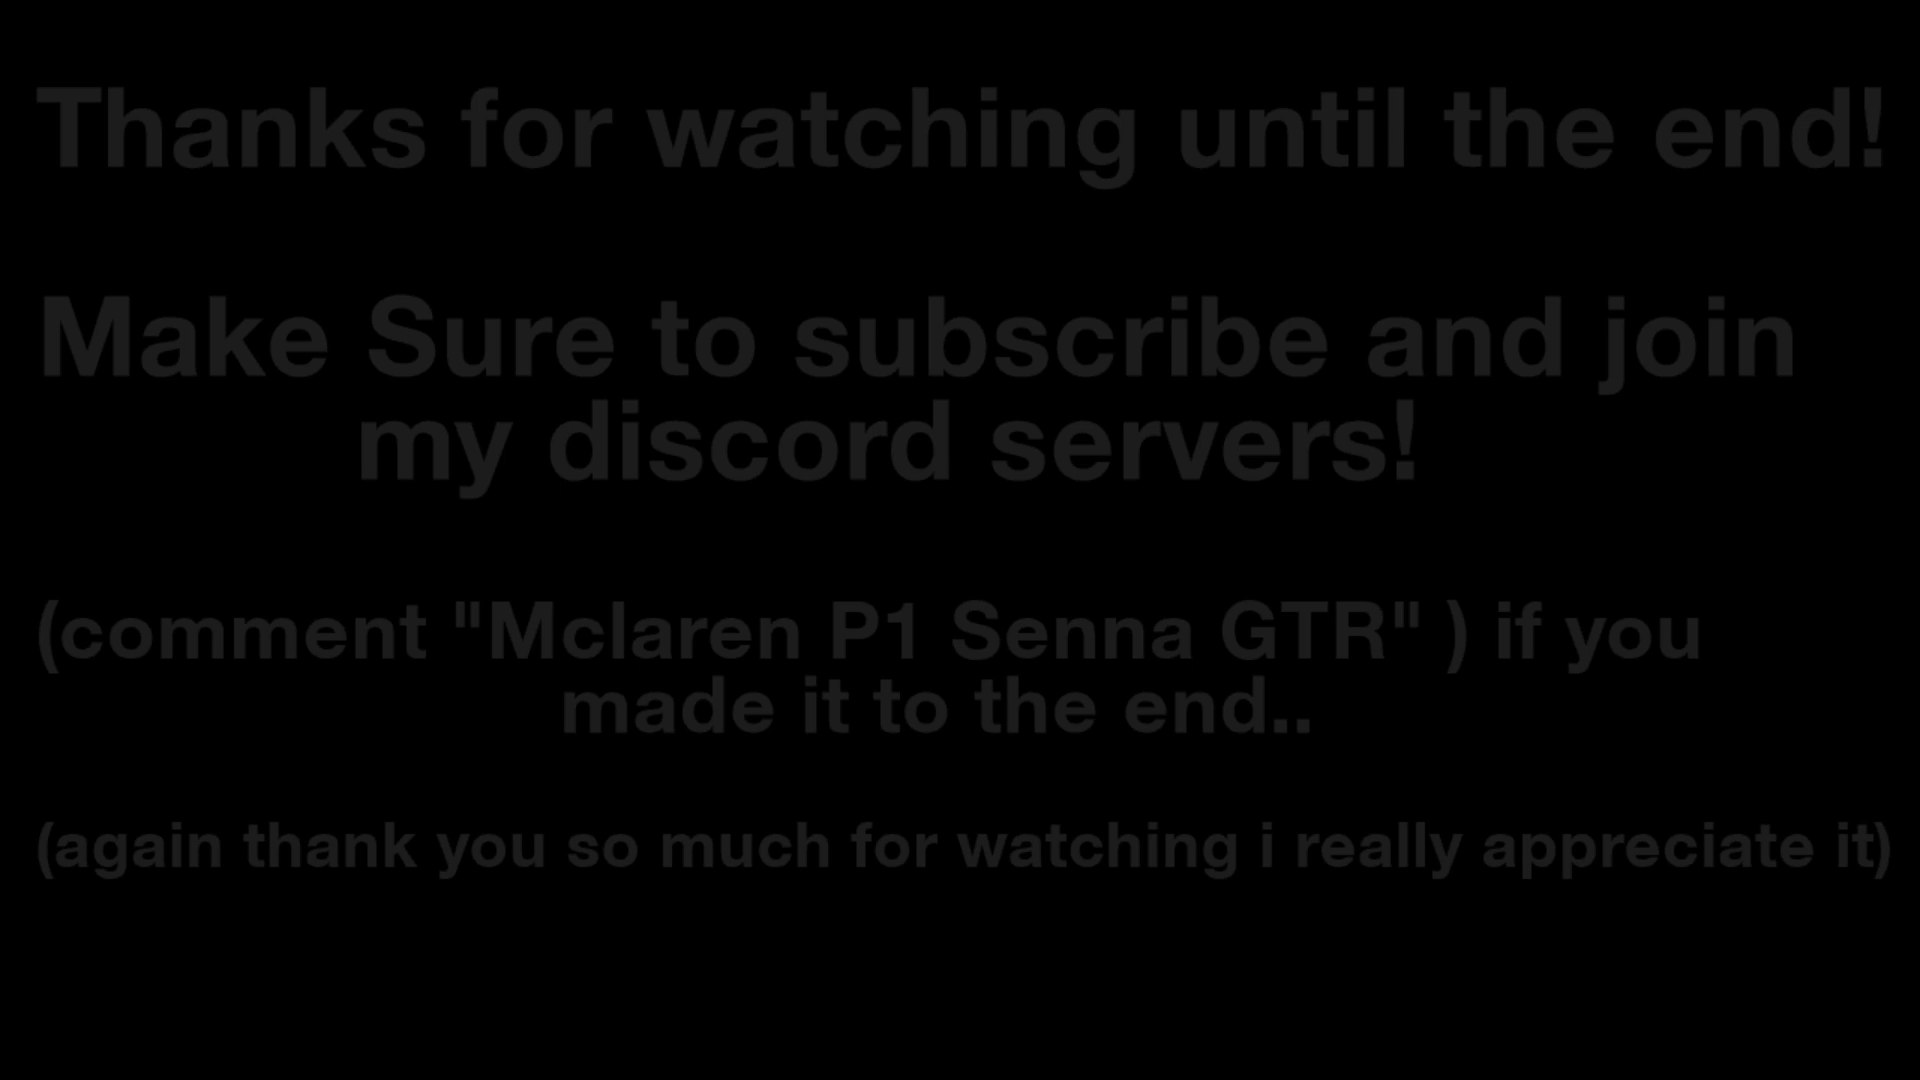 Thanks for watching until the end!
Make Sure to subscribe and join
my discord servers!
(comment "Mclaren P1 Senna GTR" ) if you
made it to the end..
(again thank you so much for watching i really appreciate it)